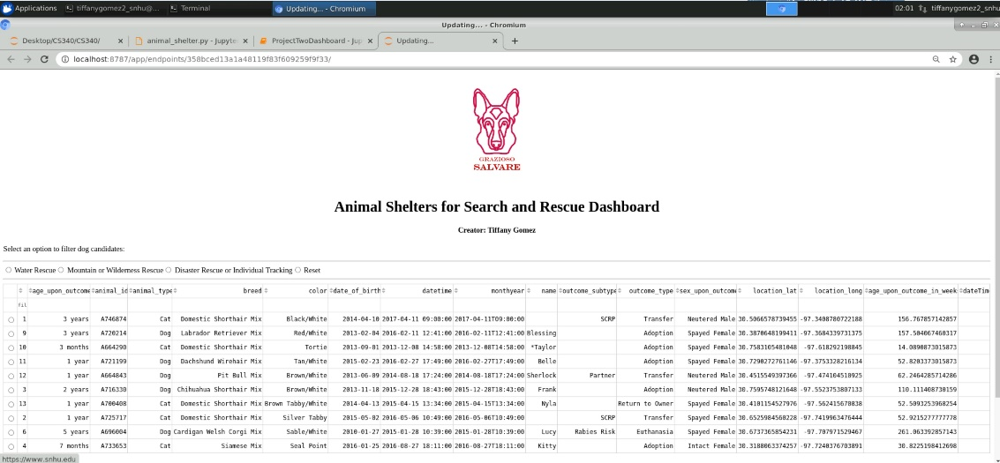 Applications tiffanygomez2_snhu@... Terminal Updating... - Chromium 02:01 tiffanygomez2_snhu
Updating... - Chromium
Desktop/CS340/CS340/ animal_shelter.py - Jupyte ProjectTwoDashboard - Jup Updating...
localhost:8787/app/endpoints/358bced13a1a48119f83f609259f9f33/
GRAZIOSO
SALVARE
Animal Shelters for Search and Rescue Dashboard
Creator: Tiffany Gomez
Select an option to filter dog candidates:
Water Rescue Mountain or Wilderness Rescue Disaster Rescue or Individual Tracking Reset
age_upon_outcome animal_id animal_type breed color date_of_birth datetime monthyear name outcome_subtype outcome_type sex_upon_outcome location_lat location_long age_upon_outcome_in_week dateTim
fil
1 3 years A746874 Cat Domestic Shorthair Mix Black/White 2014-04-10 2017-04-11 09:00:00 2017-04-11T09:00:00 SCRP Transfer Neutered Male 30.5066578739455 -97.3408780722188 156.767857142857
9 3 years A720214 Dog Labrador Retriever Mix Red/White 2013-02-04 2016-02-11 12:41:00 2016-02-11T12:41:00 Blessing Adoption Spayed Female 30.3870648199411 -97.3684339731375 157.504067460317
10 3 months A664290 Cat Domestic Shorthair Mix Tortie 2013-09-01 2013-12-08 14:58:00 2013-12-08T14:58:00 *Taylor Adoption Spayed Female 30.7583105481048 -97.618292198845 14.0890873015873
11 1 year A721199 Dog Dachshund Wirehair Mix Tan/White 2015-02-23 2016-02-27 17:49:00 2016-02-27T17:49:00 Belle Adoption Spayed Female 30.7290272761146 -97.3753328216134 52.8203373015873
12 1 year A664843 Dog Pit Bull Mix Brown/White 2013-06-09 2014-08-18 17:24:00 2014-08-18T17:24:00 Sherlock Partner Transfer Neutered Male 30.4515549397366 -97.474104510925 62.2464285714286
3 2 years A716330 Dog Chihuahua Shorthair Mix Brown/White 2013-11-18 2015-12-28 18:43:00 2015-12-28T18:43:00 Frank Adoption Neutered Male 30.7595748121648 -97.5523753807133 110.111408730159
13 1 year A700408 Cat Domestic Shorthair Mix Brown Tabby/White 2014-04-13 2015-04-15 13:34:00 2015-04-15T13:34:00 Nyla Return to Owner Spayed Female 30.4101154527976 -97.562415670838 52.5093253968254
2 1 year A725717 Cat Domestic Shorthair Mix Silver Tabby 2015-05-02 2016-05-06 10:49:00 2016-05-06T10:49:00 SCRP Transfer Spayed Female 30.6525984560228 -97.7419963476444 52.9215277777778
6 5 years A696004 Dog Cardigan Welsh Corgi Mix Sable/White 2010-01-27 2015-01-28 10:39:00 2015-01-28T10:39:00 Lucy Rabies Risk Euthanasia Spayed Female 30.6737365854231 -97.707971529467 261.063392857143
4 7 months A733653 Cat Siamese Mix Seal Point 2016-01-25 2016-08-27 18:11:00 2016-08-27T18:11:00 Kitty Adoption Intact Female 30.3188063374257 -97.7240376703891 30.8225198412698
https://www.snhu.edu